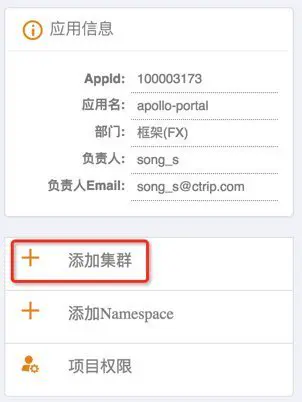 应用信息
AppId: 100003173
应用名: apollo-portal
部门: 框架(FX)
负责人: song_s
负责人Email: song_s@ctrip.com
添加集群
添加Namespace
项目权限